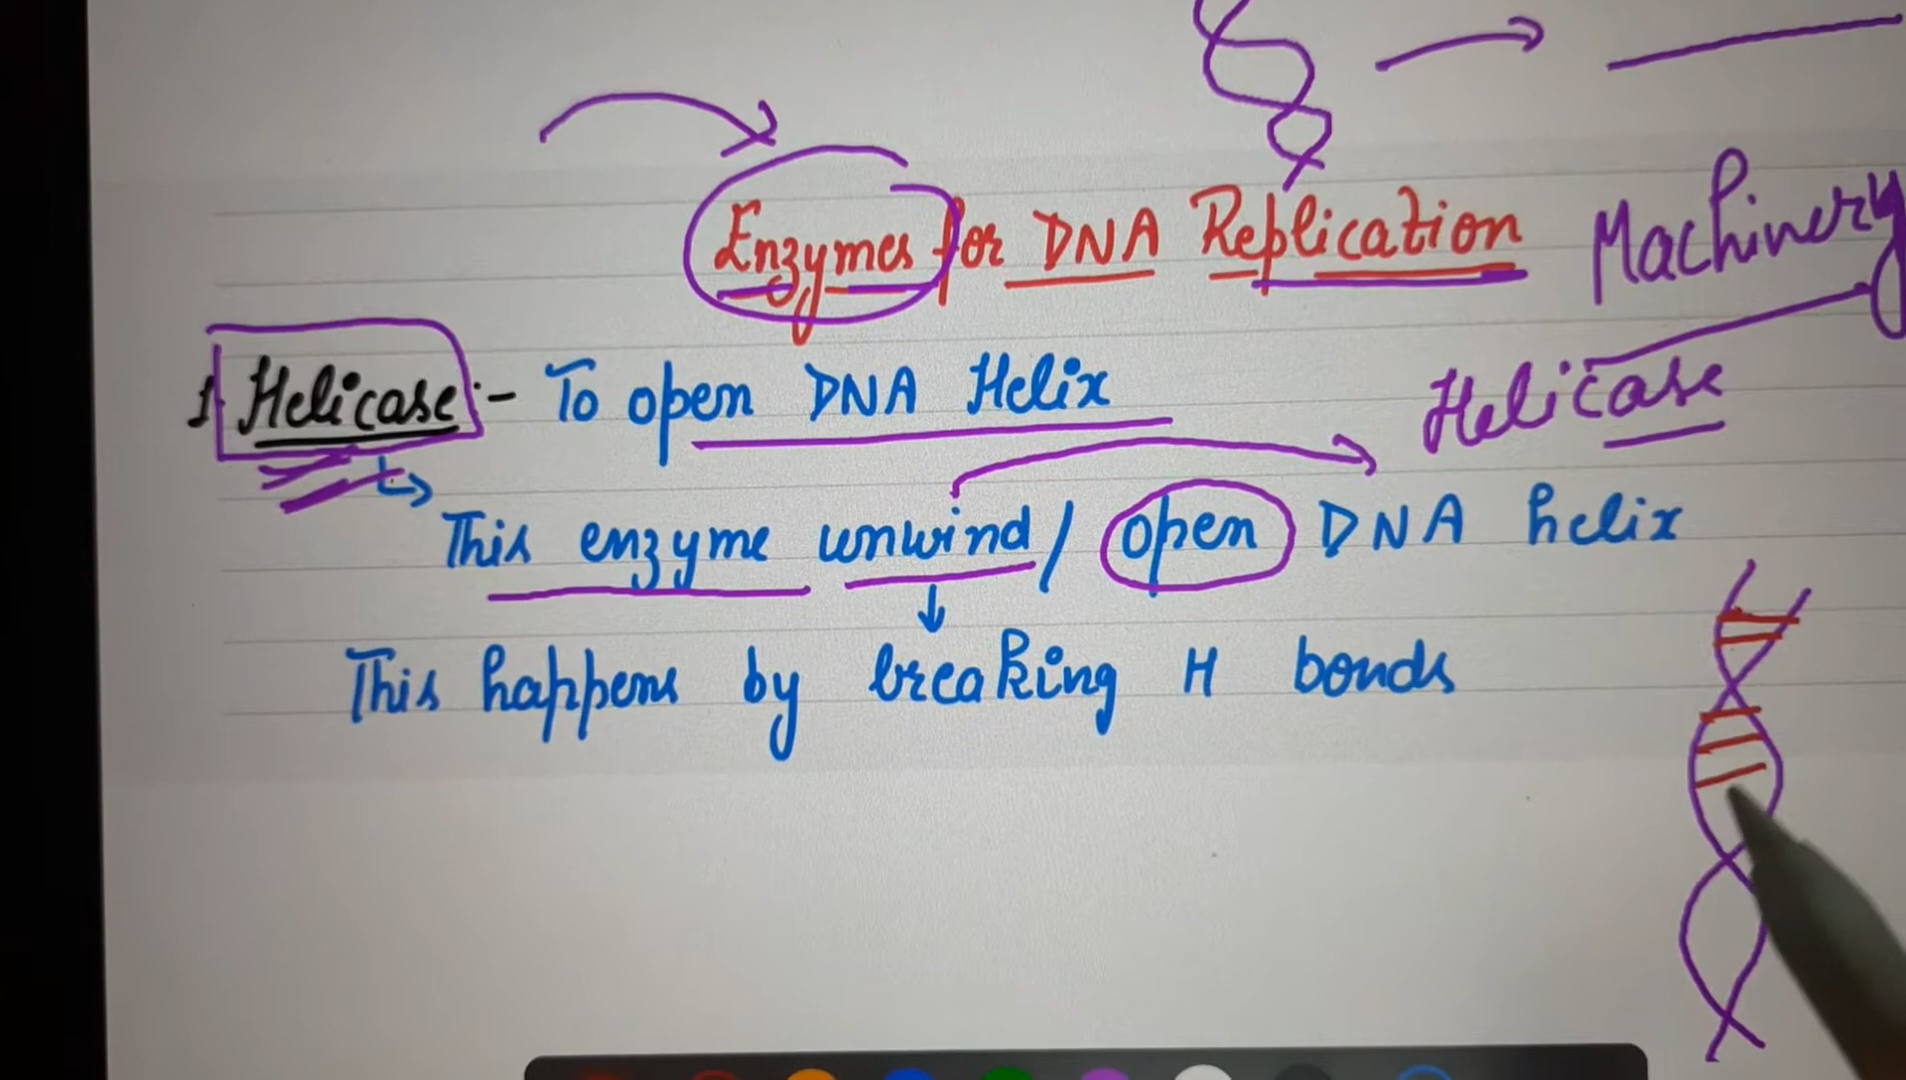 Enzymes for DNA Replication Machinery
1 Helicase :- To open DNA Helix
Helicase
This enzyme unwind / open DNA helix
This happens by breaking H bonds